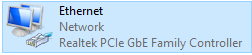 Ethernet
Network
Realtek PCIe GbE Family Controller